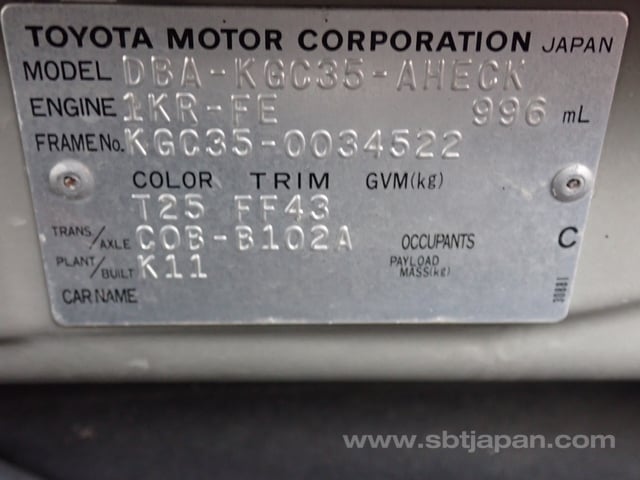 TOYOTA MOTOR CORPORATION JAPAN
MODEL DBA-KGC35-AHECK
ENGINE 1KR-FE 996 mL
FRAME No. KGC35-0034522
COLOR TRIM GVM(kg)
T25 FF43
TRANS/AXLE COB-B102A OCCUPANTS C
PLANT/BUILT K11 PAYLOAD MASS(kg)
CAR NAME
www.sbtjapan.com